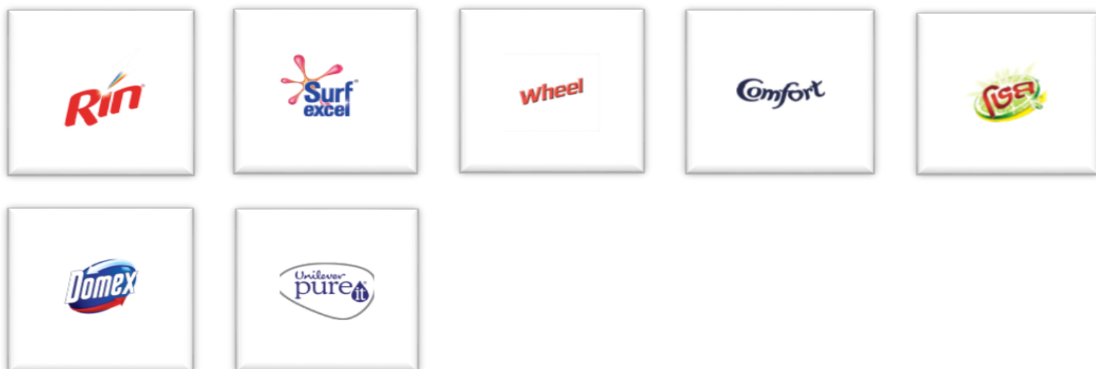 Rin
Surf
excel
Wheel
Comfort
ভিম
Domex
Unilever
pure it